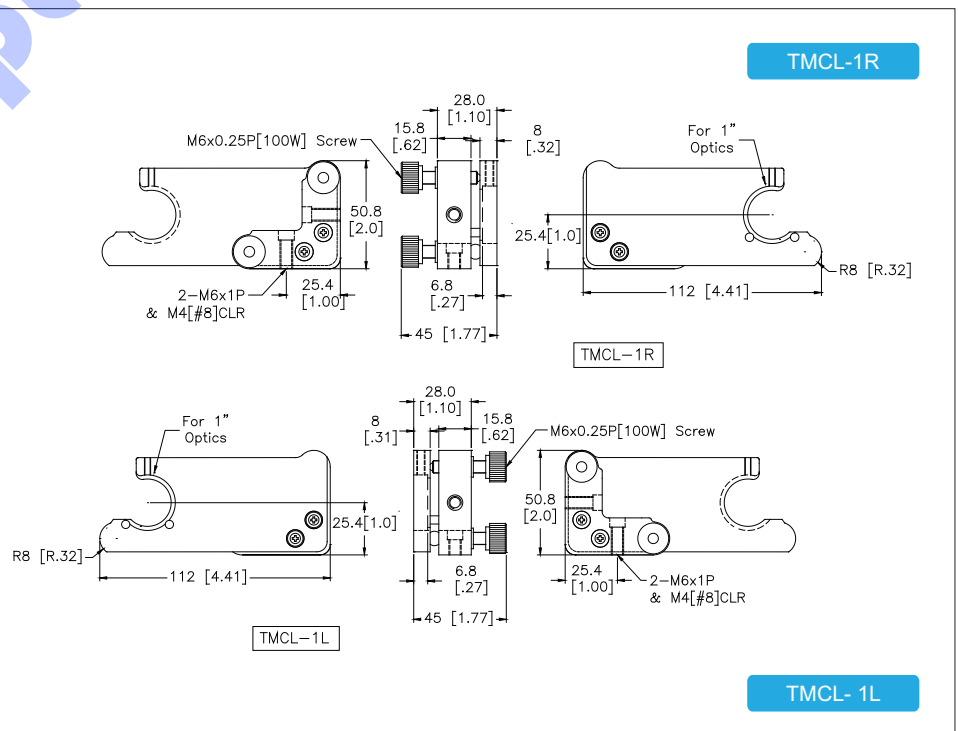 TMCL-1R
28.0
[1.10]
15.8
[.62]
8
[.32]
M6x0.25P[100W] Screw
For 1"
Optics
50.8
[2.0]
25.4[1.0]
6.8
[.27]
25.4
[1.00]
2-M6x1P
& M4[#8]CLR
45 [1.77]
R8 [R.32]
112 [4.41]
TMCL-1R
28.0
[1.10]
8
[.31]
15.8
[.62]
For 1"
Optics
M6x0.25P[100W] Screw
50.8
[2.0]
25.4[1.0]
R8 [R.32]
112 [4.41]
6.8
[.27]
25.4
[1.00]
2-M6x1P
& M4[#8]CLR
45 [1.77]
TMCL-1L
TMCL- 1L